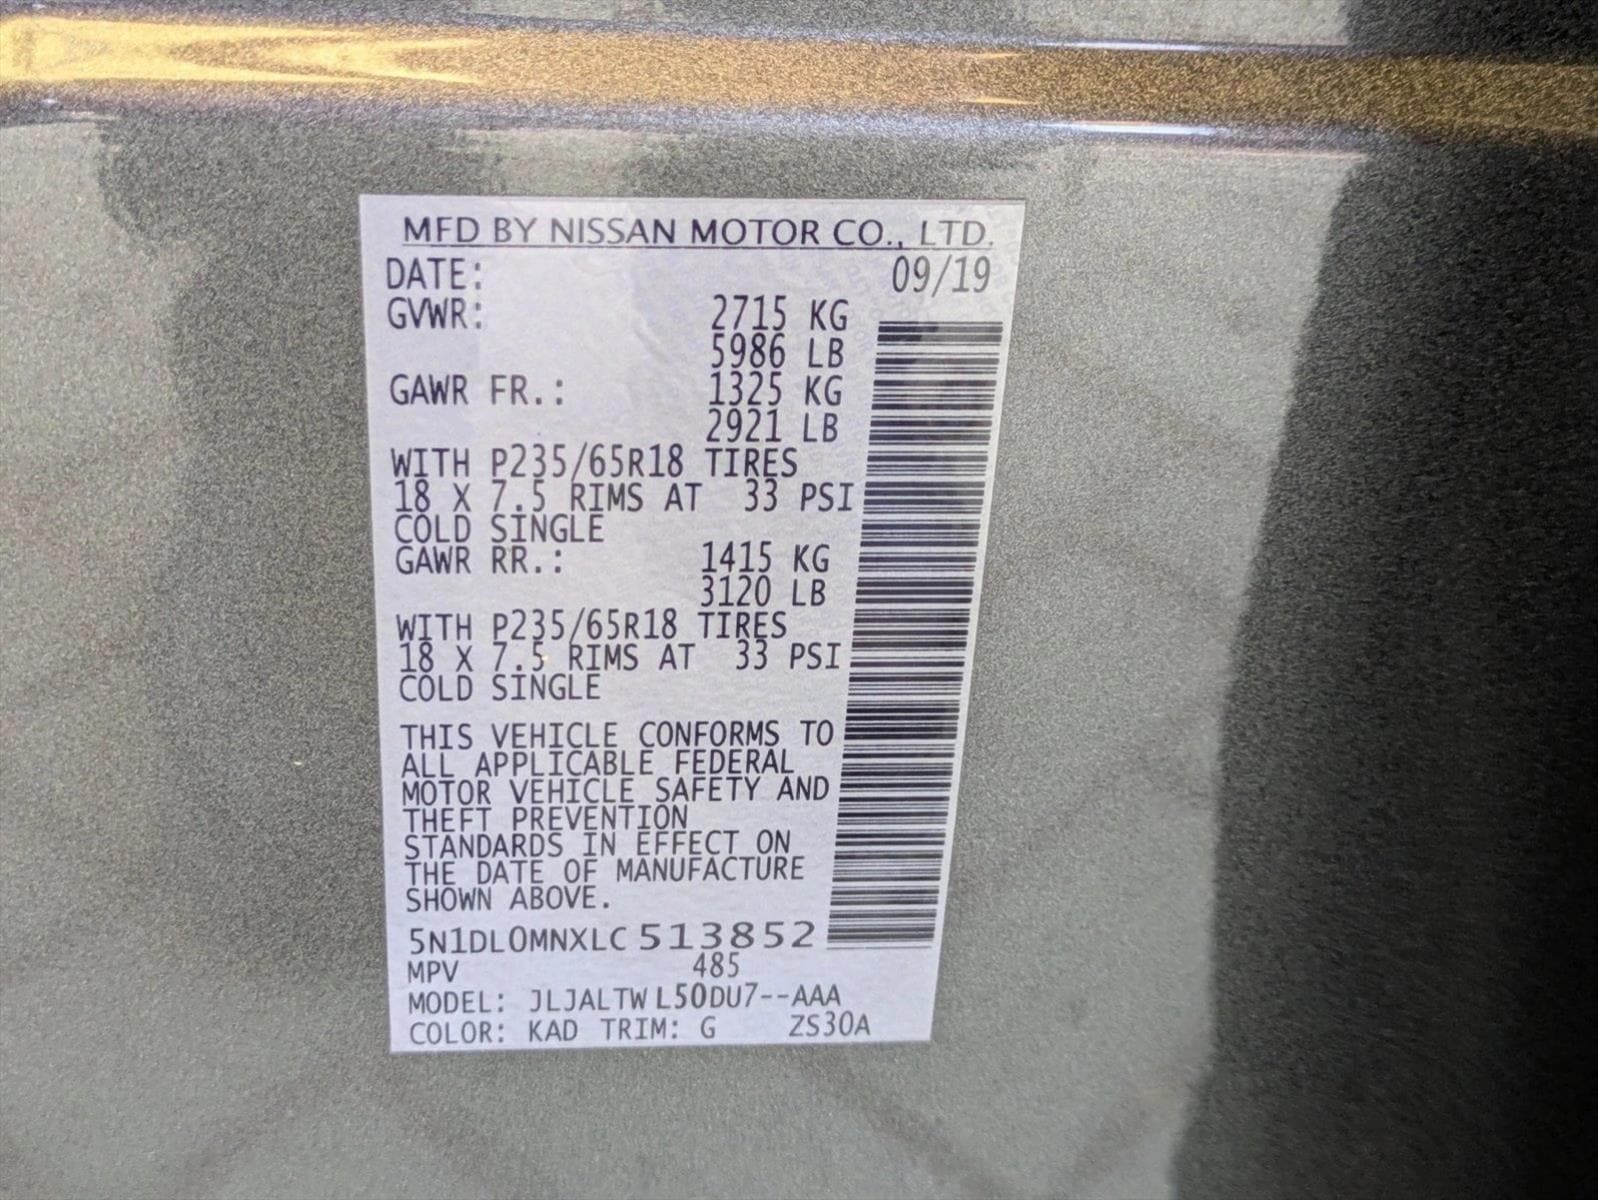 MFD BY NISSAN MOTOR CO., LTD.
DATE: 09/19
GVWR: 2715 KG
5986 LB
GAWR FR.: 1325 KG
2921 LB
WITH P235/65R18 TIRES
18 X 7.5 RIMS AT 33 PSI
COLD SINGLE
GAWR RR.: 1415 KG
3120 LB
WITH P235/65R18 TIRES
18 X 7.5 RIMS AT 33 PSI
COLD SINGLE
THIS VEHICLE CONFORMS TO
ALL APPLICABLE FEDERAL
MOTOR VEHICLE SAFETY AND
THEFT PREVENTION
STANDARDS IN EFFECT ON
THE DATE OF MANUFACTURE
SHOWN ABOVE.
5N1DL0MNXLC513852
MPV 485
MODEL: JLJALTWL50DU7--AAA
COLOR: KAD TRIM: G ZS30A